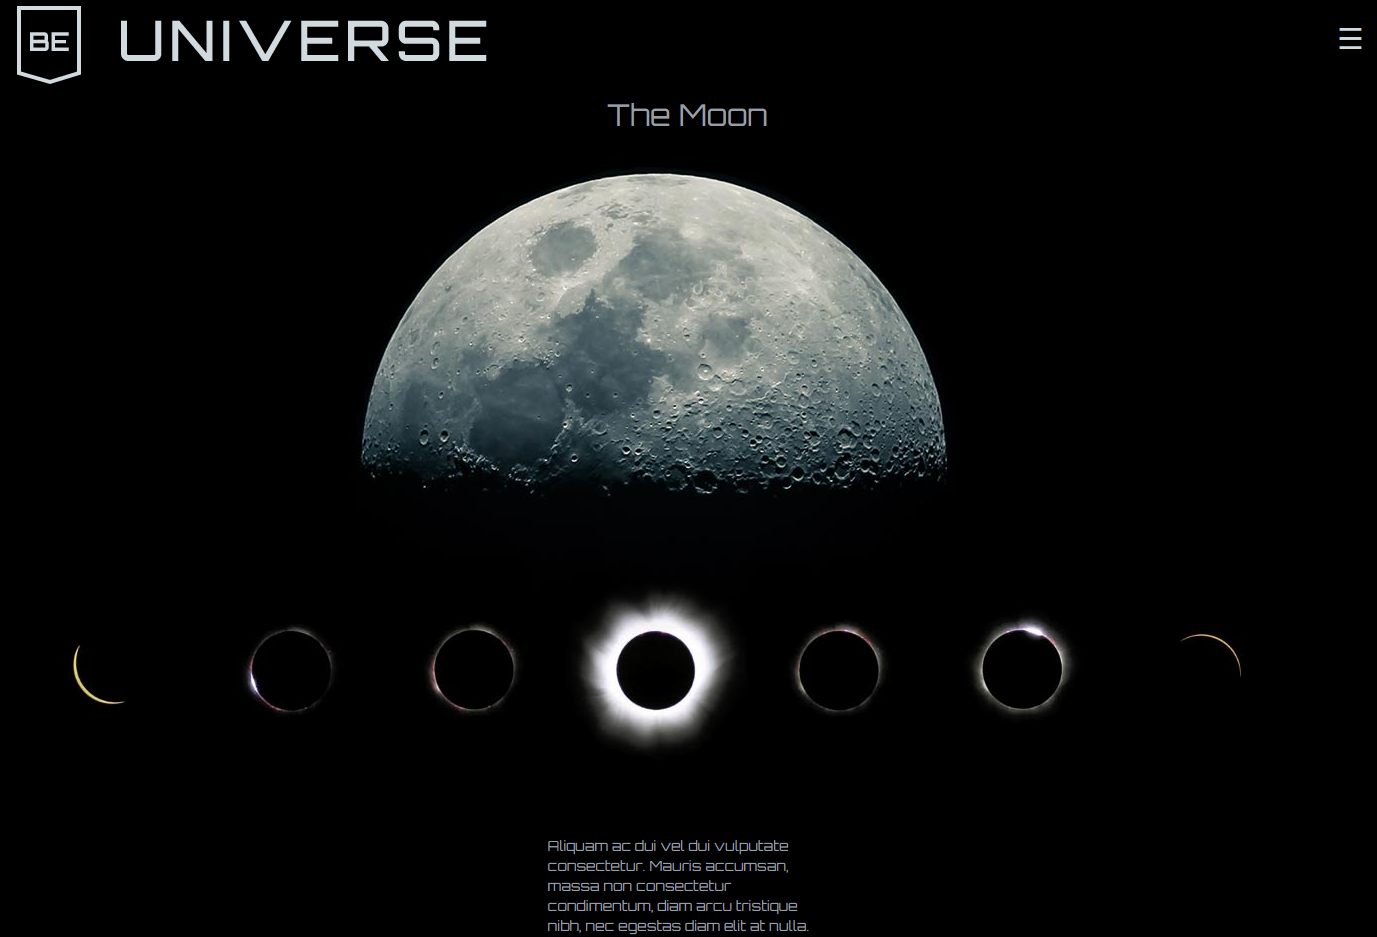 BE
UNIVERSE
The Moon
Aliquam ac dui vel dui vulputate
consectetur. Mauris accumsan,
massa non consectetur
condimentum, diam arcu tristique
nibh, nec egestas diam elit at nulla.